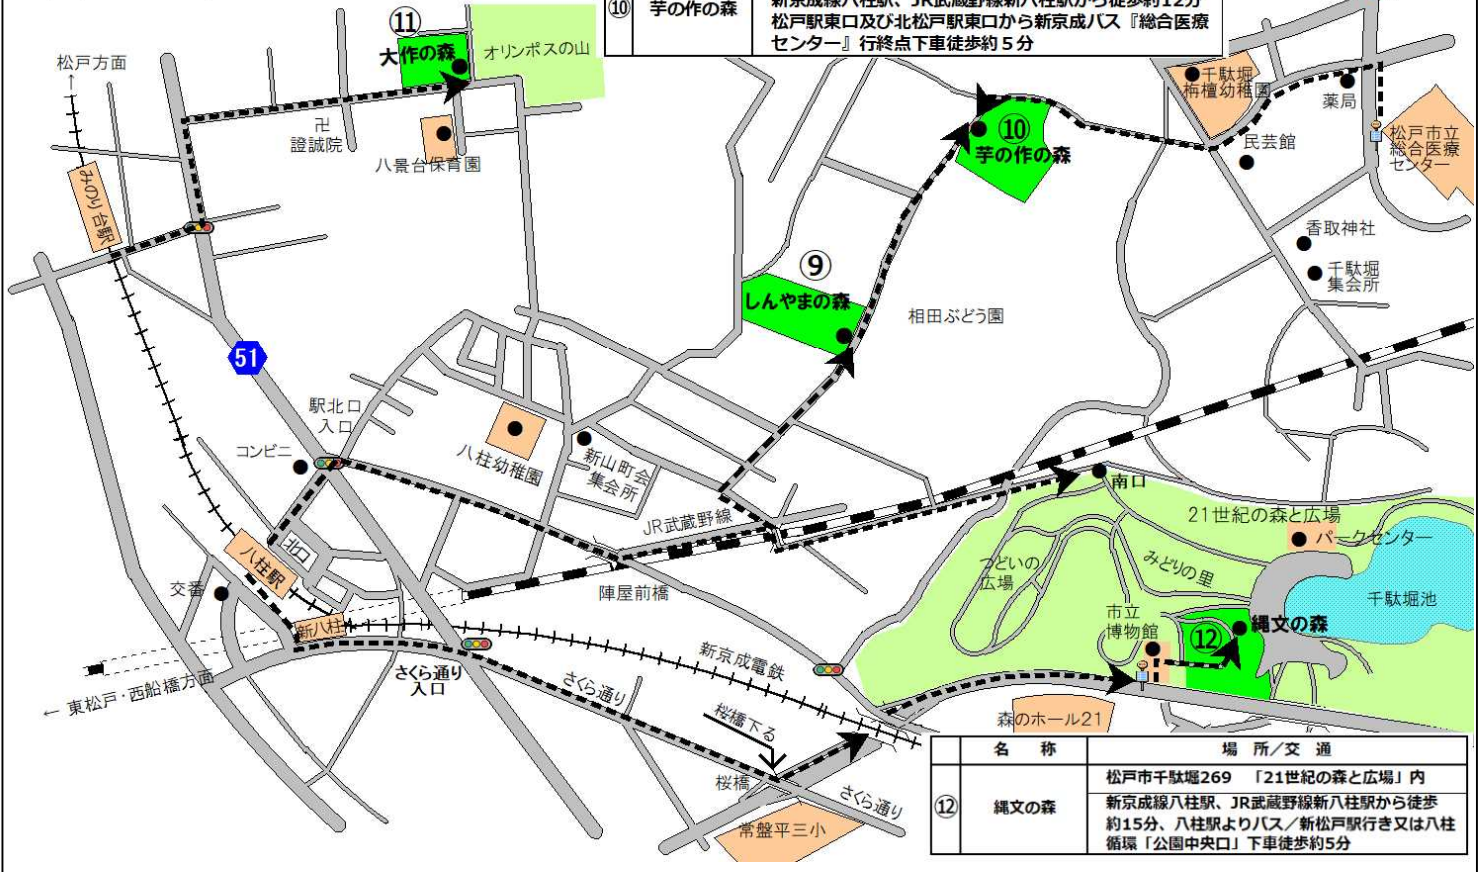 ⑩ 芋の作の森
新京成線八柱駅、JR武蔵野線新八柱駅から徒歩約12分
松戸駅東口及び北松戸駅東口から新京成バス『総合医療
センター』行終点下車徒歩約5分
⑪
大作の森
オリンポスの山
松戸方面
←
卍
證誠院
八景台保育園
みのり台駅
⑩
芋の作の森
千駄堀
栴檀幼稚園
薬局
民芸館
松戸市立
総合医療
センター
香取神社
千駄堀
集会所
⑨
しんやまの森
相田ぶどう園
51
駅北口
入口
コンビニ
八柱幼稚園
新山町会
集会所
JR武蔵野線
南口
21世紀の森と広場
パークセンター
つどいの
広場
みどりの里
千駄堀池
北口
八柱駅
交番
新八柱
陣屋前橋
市立
博物館
⑫
縄文の森
← 東松戸・西船橋方面
さくら通り
入口
新京成電鉄
さくら通り
桜橋下る
森のホール21
桜橋
さくら通り
常盤平三小
名 称
場 所/交 通
⑫
縄文の森
松戸市千駄堀269 「21世紀の森と広場」内
新京成線八柱駅、JR武蔵野線新八柱駅から徒歩
約15分、八柱駅よりバス/新松戸駅行き又は八柱
循環「公園中央口」下車徒歩約5分